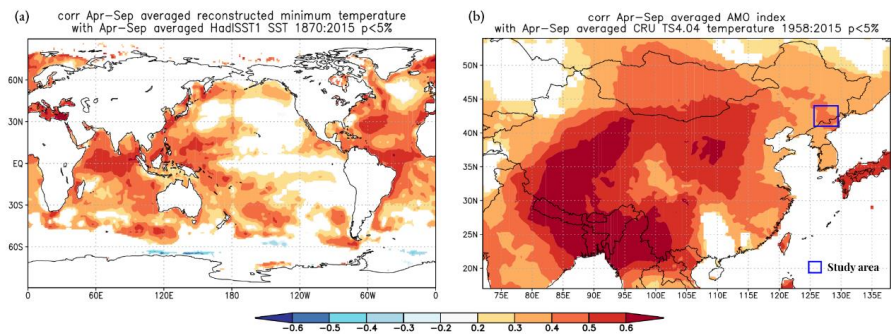 (a)
corr Apr-Sep averaged reconstructed minimum temperature
with Apr-Sep averaged HadISST1 SST 1870:2015 p<5%
60N
30N
EQ
30S
60S
0
60E
120E
180
120W
60W
0
(b)
corr Apr-Sep averaged AMO index
with Apr-Sep averaged CRU TS4.04 temperature 1958:2015 p<5%
50N
45N
40N
35N
30N
25N
20N
75E
80E
85E
90E
95E
100E
105E
110E
115E
120E
125E
130E
135E
Study area
-0.6
-0.5
-0.4
-0.3
-0.2
0.2
0.3
0.4
0.5
0.6